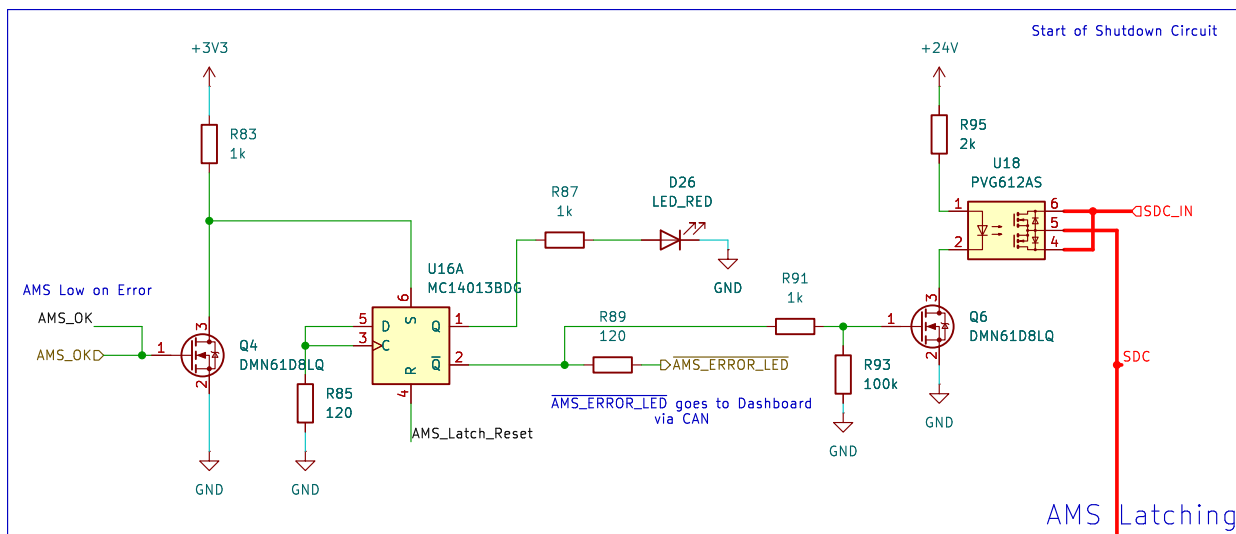 Start of Shutdown Circuit
+3V3
+24V
R83
1k
R95
2k
U18
PVG612AS
1
2
6
5
4
SDC_IN
R87
1k
D26
LED_RED
GND
U16A
MC14013BDG
6
S
5
D
3
C
Q
1
Q̅
2
R
4
AMS Low on Error
AMS_OK
AMS_OK
1
3
2
Q4
DMN61D8LQ
R85
120
AMS_Latch_Reset
GND
GND
R89
120
AMS_ERROR_LED
AMS_ERROR_LED goes to Dashboard
via CAN
R91
1k
R93
100k
GND
1
3
2
Q6
DMN61D8LQ
GND
SDC
AMS Latching